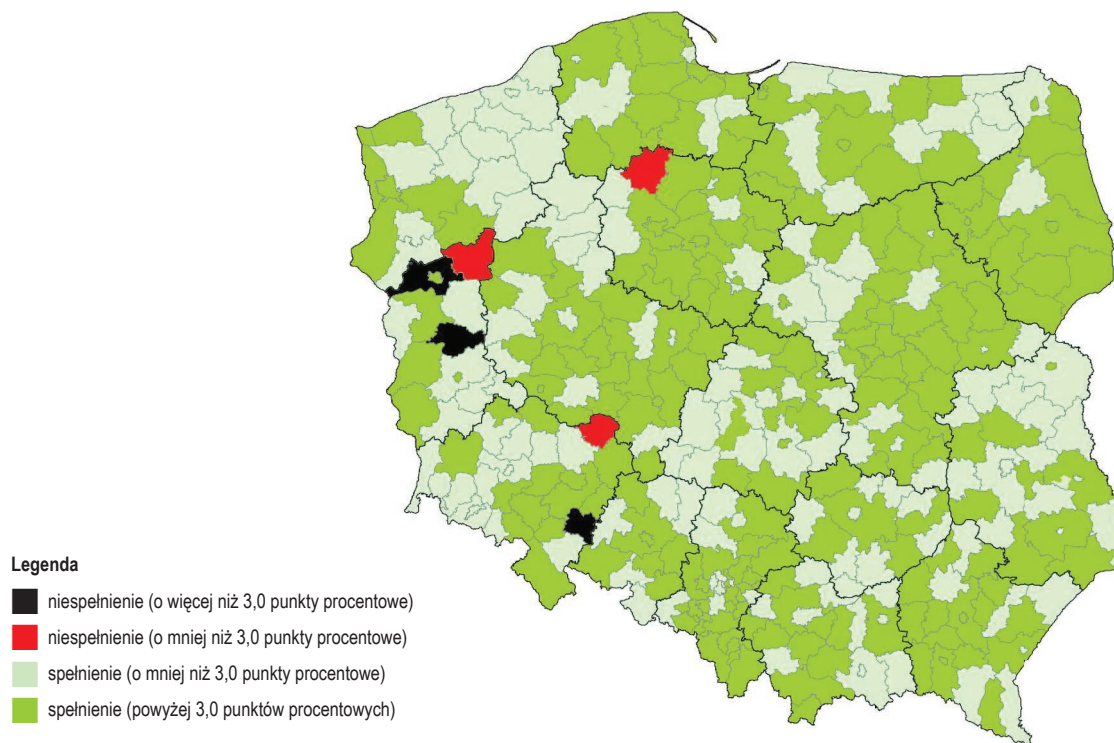 Legenda
niespełnienie (o więcej niż 3,0 punkty procentowe)
niespełnienie (o mniej niż 3,0 punkty procentowe)
spełnienie (o mniej niż 3,0 punkty procentowe)
spełnienie (powyżej 3,0 punktów procentowych)